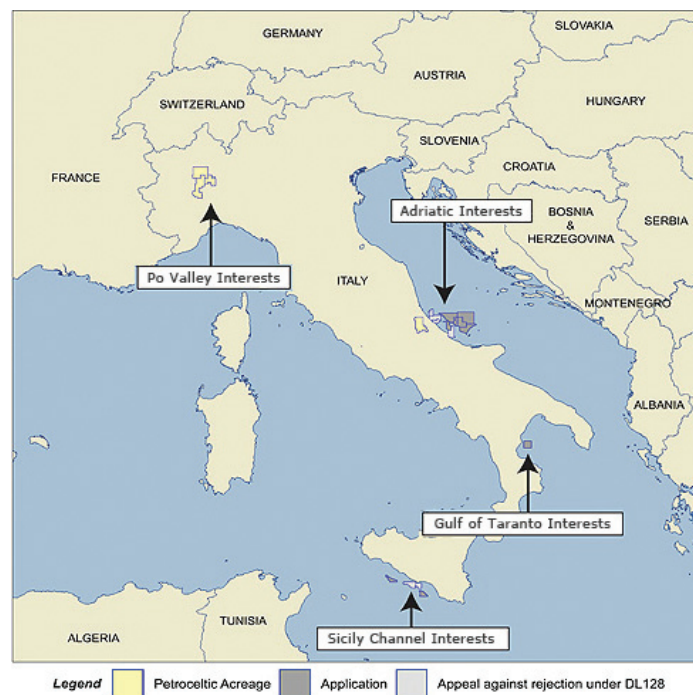 SLOVAKIA
GERMANY
AUSTRIA
SWITZERLAND
HUNGARY
SLOVENIA
FRANCE
CROATIA
Adriatic Interests
BOSNIA
&
HERZEGOVINA
SERBIA
Po Valley Interests
ITALY
MONTENEGRO
ALBANIA
Gulf of Taranto Interests
TUNISIA
ALGERIA
Sicily Channel Interests
Legend Petroceltic Acreage Application Appeal against rejection under DL128